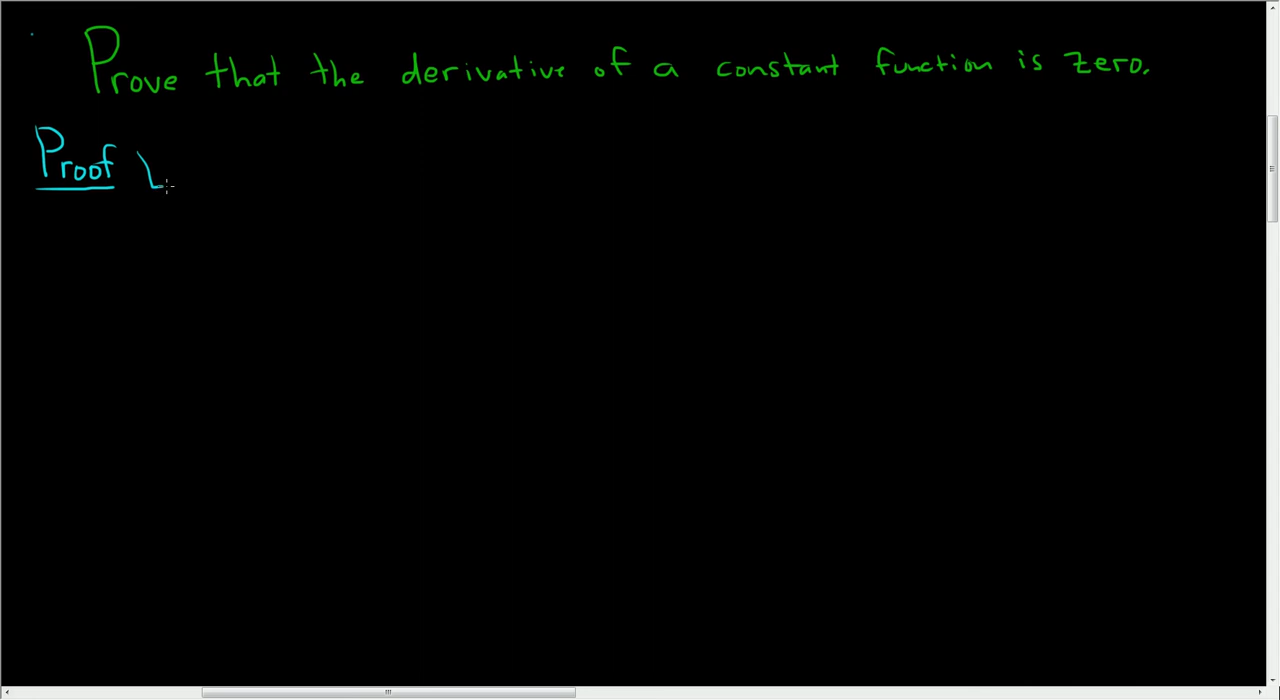 Prove that the derivative of a constant function is zero.
Proof